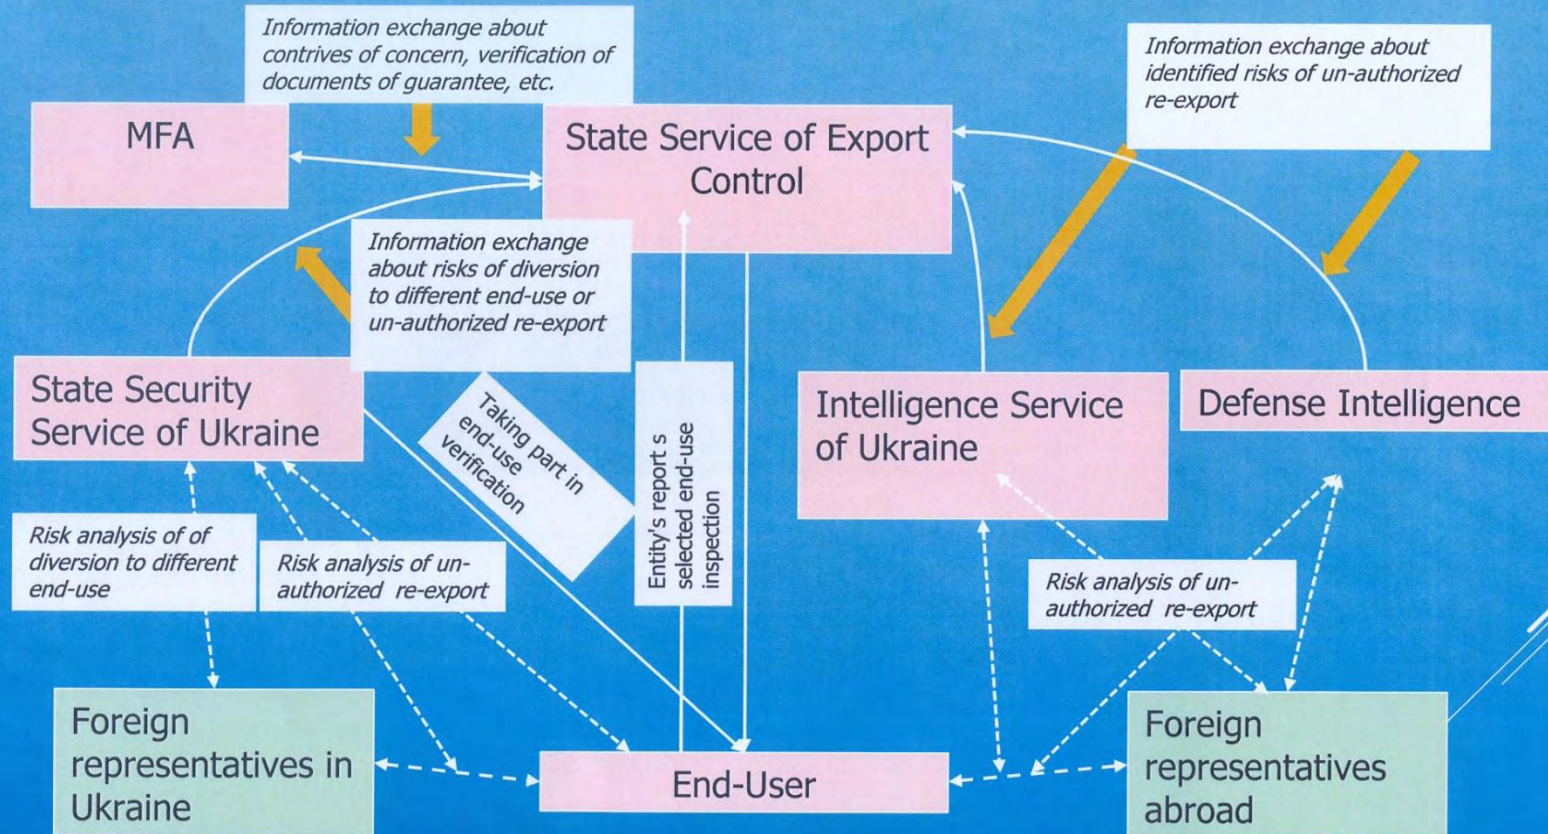 Information exchange about
contrives of concern, verification of
documents of guarantee, etc.
Information exchange about
identified risks of un-authorized
re-export
MFA
State Service of Export
Control
Information exchange
about risks of diversion
to different end-use or
un-authorized re-export
State Security
Service of Ukraine
Taking part in
end-use
verification
Entity's report s
selected end-use
inspection
Intelligence Service
of Ukraine
Defense Intelligence
Risk analysis of of
diversion to different
end-use
Risk analysis of un-
authorized re-export
Risk analysis of un-
authorized re-export
Foreign
representatives in
Ukraine
End-User
Foreign
representatives
abroad